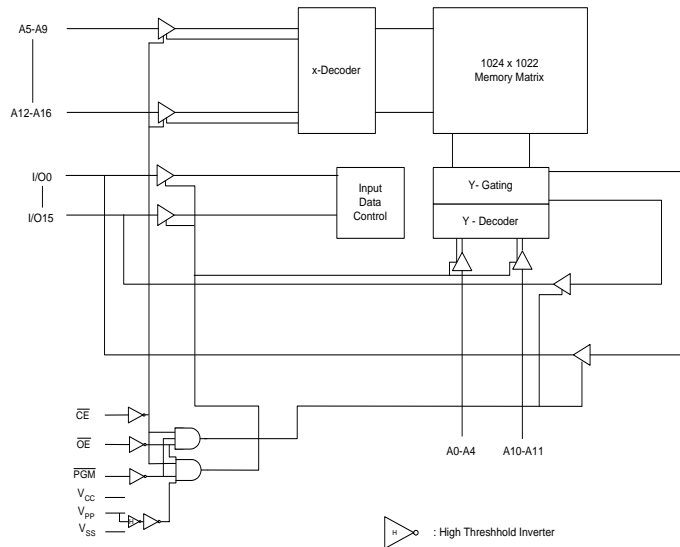 A5-A9
x-Decoder
1024 x 1022
Memory Matrix
A12-A16
I/O0
I/O15
Input
Data
Control
Y- Gating
Y - Decoder
CE
OE
PGM
VCC
VPP
VSS
H
A0-A4
A10-A11
H
: High Threshhold Inverter